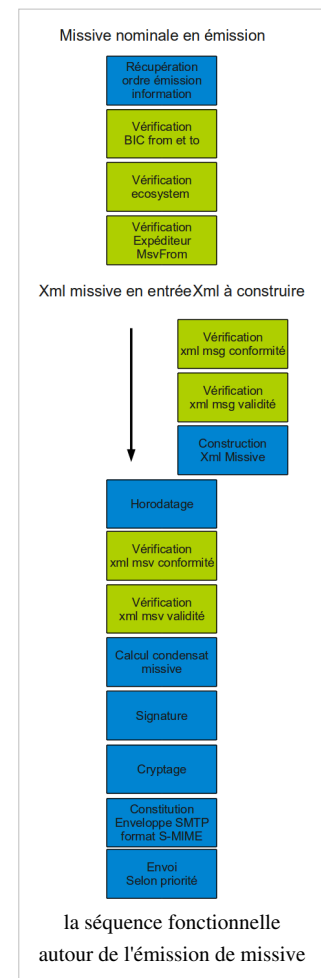 Missive nominale en émission
Récupération
ordre émission
information
Vérification
BIC from et to
Vérification
ecosystem
Vérification
Expéditeur
MsvFrom
Xml missive en entréeXml à construire
Vérification
xml msg conformité
Vérification
xml msg validité
Construction
Xml Missive
Horodatage
Vérification
xml msv conformité
Vérification
xml msv validité
Calcul condensat
missive
Signature
Cryptage
Constitution
Enveloppe SMTP
format S-MIME
Envoi
Selon priorité
la séquence fonctionnelle
autour de l'émission de missive